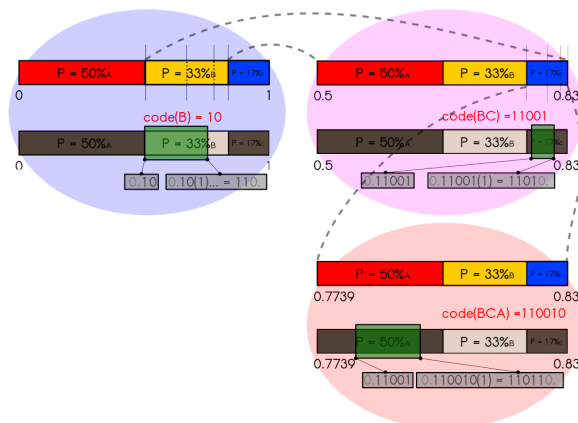 P = 50%A P = 33%B P = 17%C
0 1
code(B) = 10
P = 50%A P = 33%B P = 17%C
0 1
0.10 0.10(1)... = 110.
P = 50%A P = 33%B P = 17%C
0.5 0.83
code(BC) =11001
P = 50%A P = 33%B P = 17%C
0.5 0.83
0.11001 0.11001(1) = 11010.
P = 50%A P = 33%B P = 17%C
0.7739 0.83
code(BCA) =110010
P = 50%A P = 33%B P = 17%C
0.7739 0.83
0.11001 0.110010(1) = 110110.